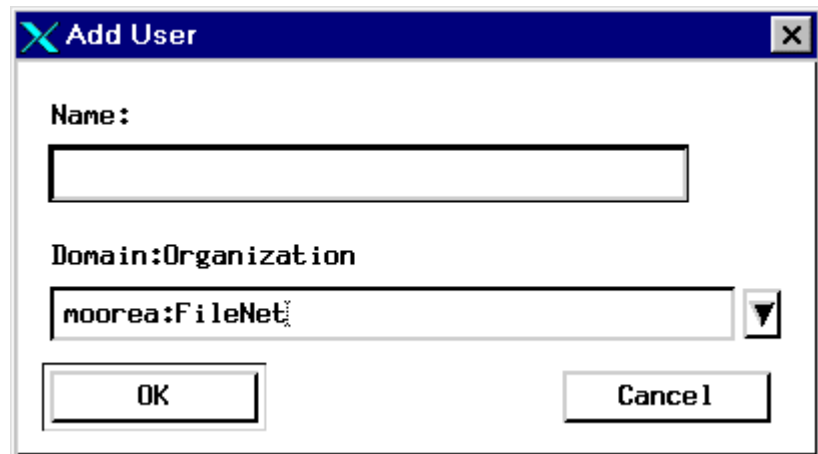 Add User
Name:
Domain:Organization
moorea:FileNet
OK
Cancel